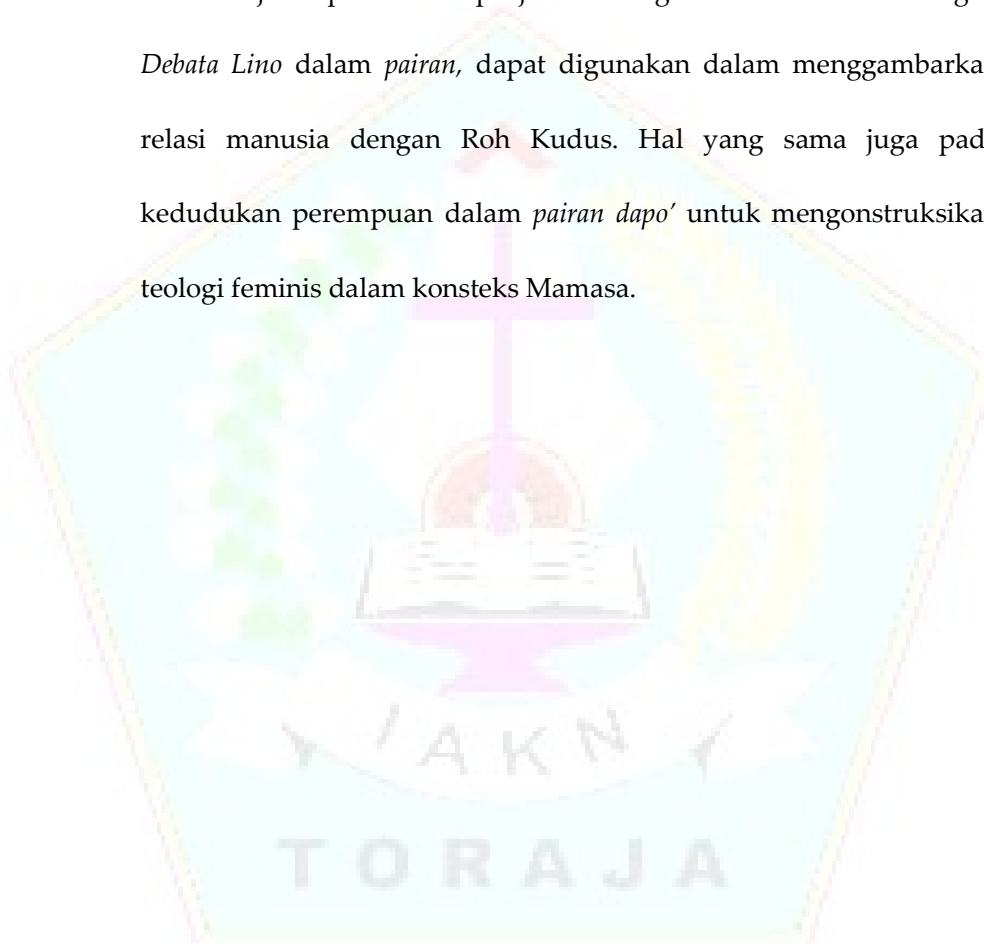 Debata Lino dalam pairan, dapat digunakan dalam menggambarka
relasi manusia dengan Roh Kudus. Hal yang sama juga pad
kedudukan perempuan dalam pairan dapo’ untuk mengonstruksika
teologi feminis dalam konsteks Mamasa.
IAKN
TORAJA